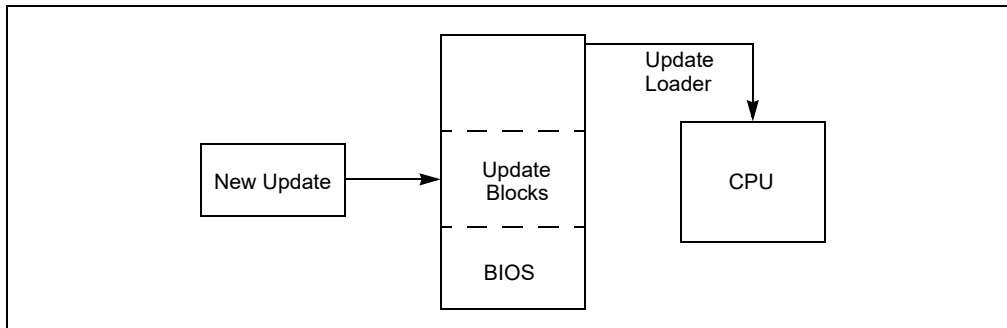 Update
Loader
New Update
Update
Blocks
CPU
BIOS